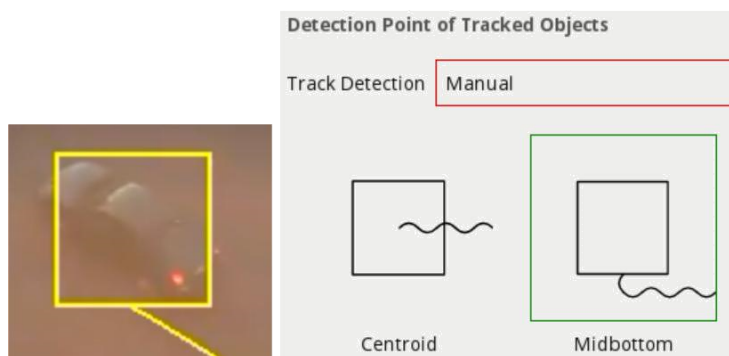 Detection Point of Tracked Objects
Track Detection Manual
Centroid Midbottom